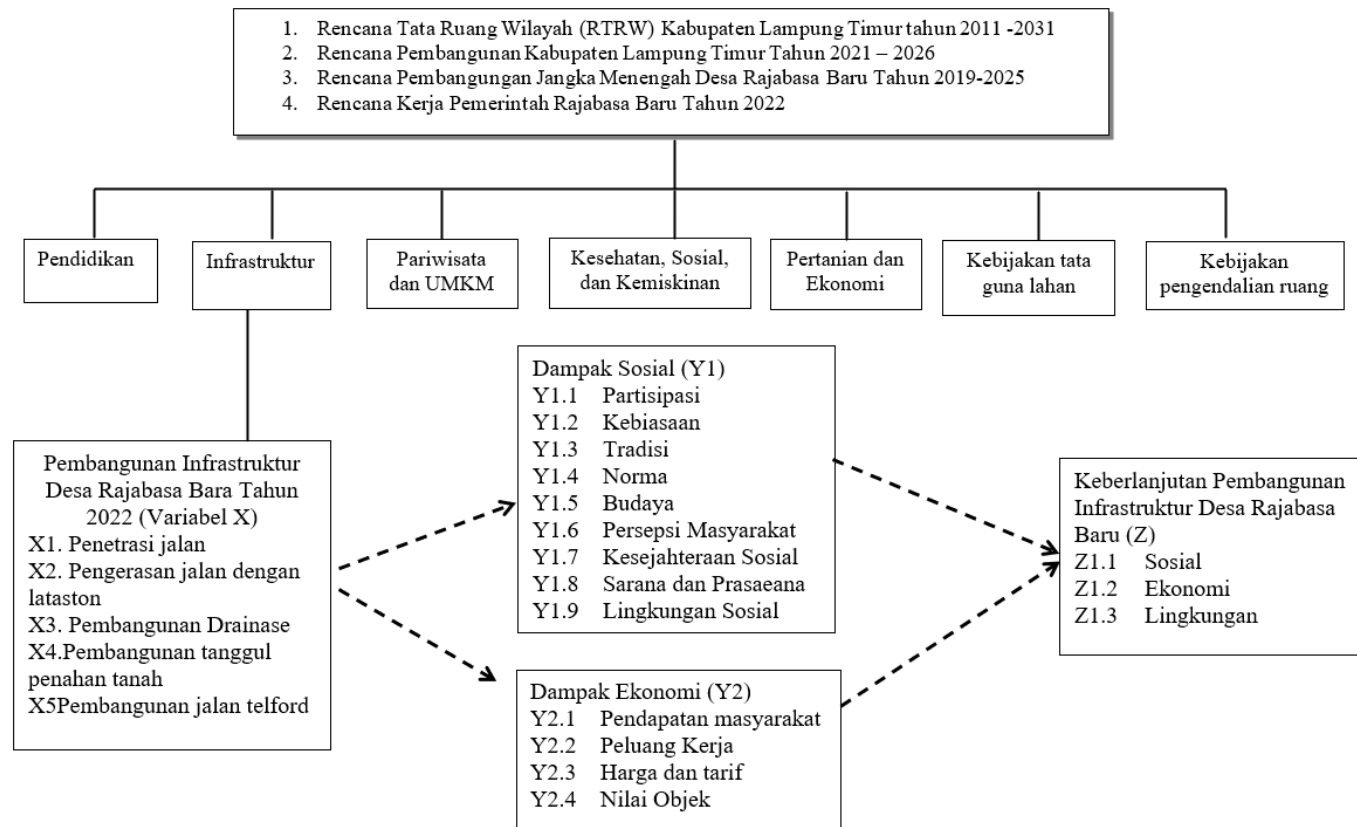 1. Rencana Tata Ruang Wilayah (RTRW) Kabupaten Lampung Timur tahun 2011 -2031
2. Rencana Pembangunan Kabupaten Lampung Timur Tahun 2021 – 2026
3. Rencana Pembangungan Jangka Menengah Desa Rajabasa Baru Tahun 2019-2025
4. Rencana Kerja Pemerintah Rajabasa Baru Tahun 2022
Pendidikan
Infrastruktur
Pariwisata
dan UMKM
Kesehatan, Sosial,
dan Kemiskinan
Pertanian dan
Ekonomi
Kebijakan tata
guna lahan
Kebijakan
pengendalian ruang
Pembangunan Infrastruktur
Desa Rajabasa Bara Tahun
2022 (Variabel X)
X1. Penetrasi jalan
X2. Pengerasan jalan dengan
lataston
X3. Pembangunan Drainase
X4.Pembangunan tanggul
penahan tanah
X5Pembangunan jalan telford
Dampak Sosial (Y1)
Y1.1 Partisipasi
Y1.2 Kebiasaan
Y1.3 Tradisi
Y1.4 Norma
Y1.5 Budaya
Y1.6 Persepsi Masyarakat
Y1.7 Kesejahteraan Sosial
Y1.8 Sarana dan Prasaeana
Y1.9 Lingkungan Sosial
Dampak Ekonomi (Y2)
Y2.1 Pendapatan masyarakat
Y2.2 Peluang Kerja
Y2.3 Harga dan tarif
Y2.4 Nilai Objek
Keberlanjutan Pembangunan
Infrastruktur Desa Rajabasa
Baru (Z)
Z1.1 Sosial
Z1.2 Ekonomi
Z1.3 Lingkungan